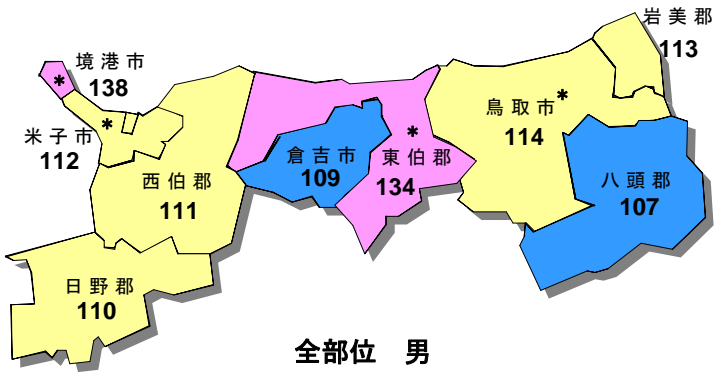 岩美郡
113
境港市
*
138
*
米子市
112
鳥取市
*
114
倉吉市
109
*
東伯郡
134
西伯郡
111
八頭郡
107
日野郡
110
全部位 男